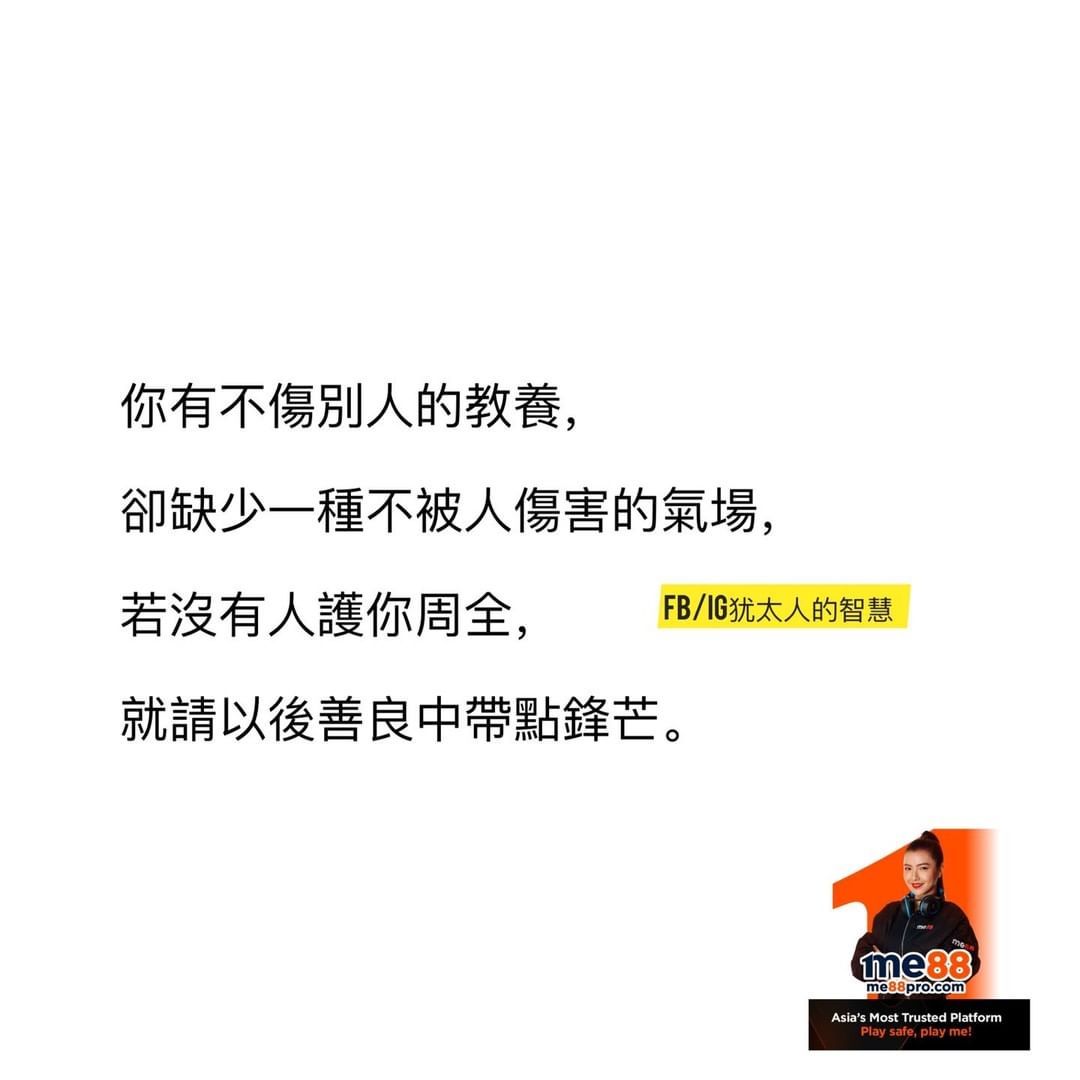 你有不傷別人的教養，
卻缺少一種不被人傷害的氣場，
若沒有人護你周全，
FB/IG犹太人的智慧
就請以後善良中帶點鋒芒。
me88
me88
1me88
me88pro.com
Asia's Most Trusted Platform
Play safe, play me!